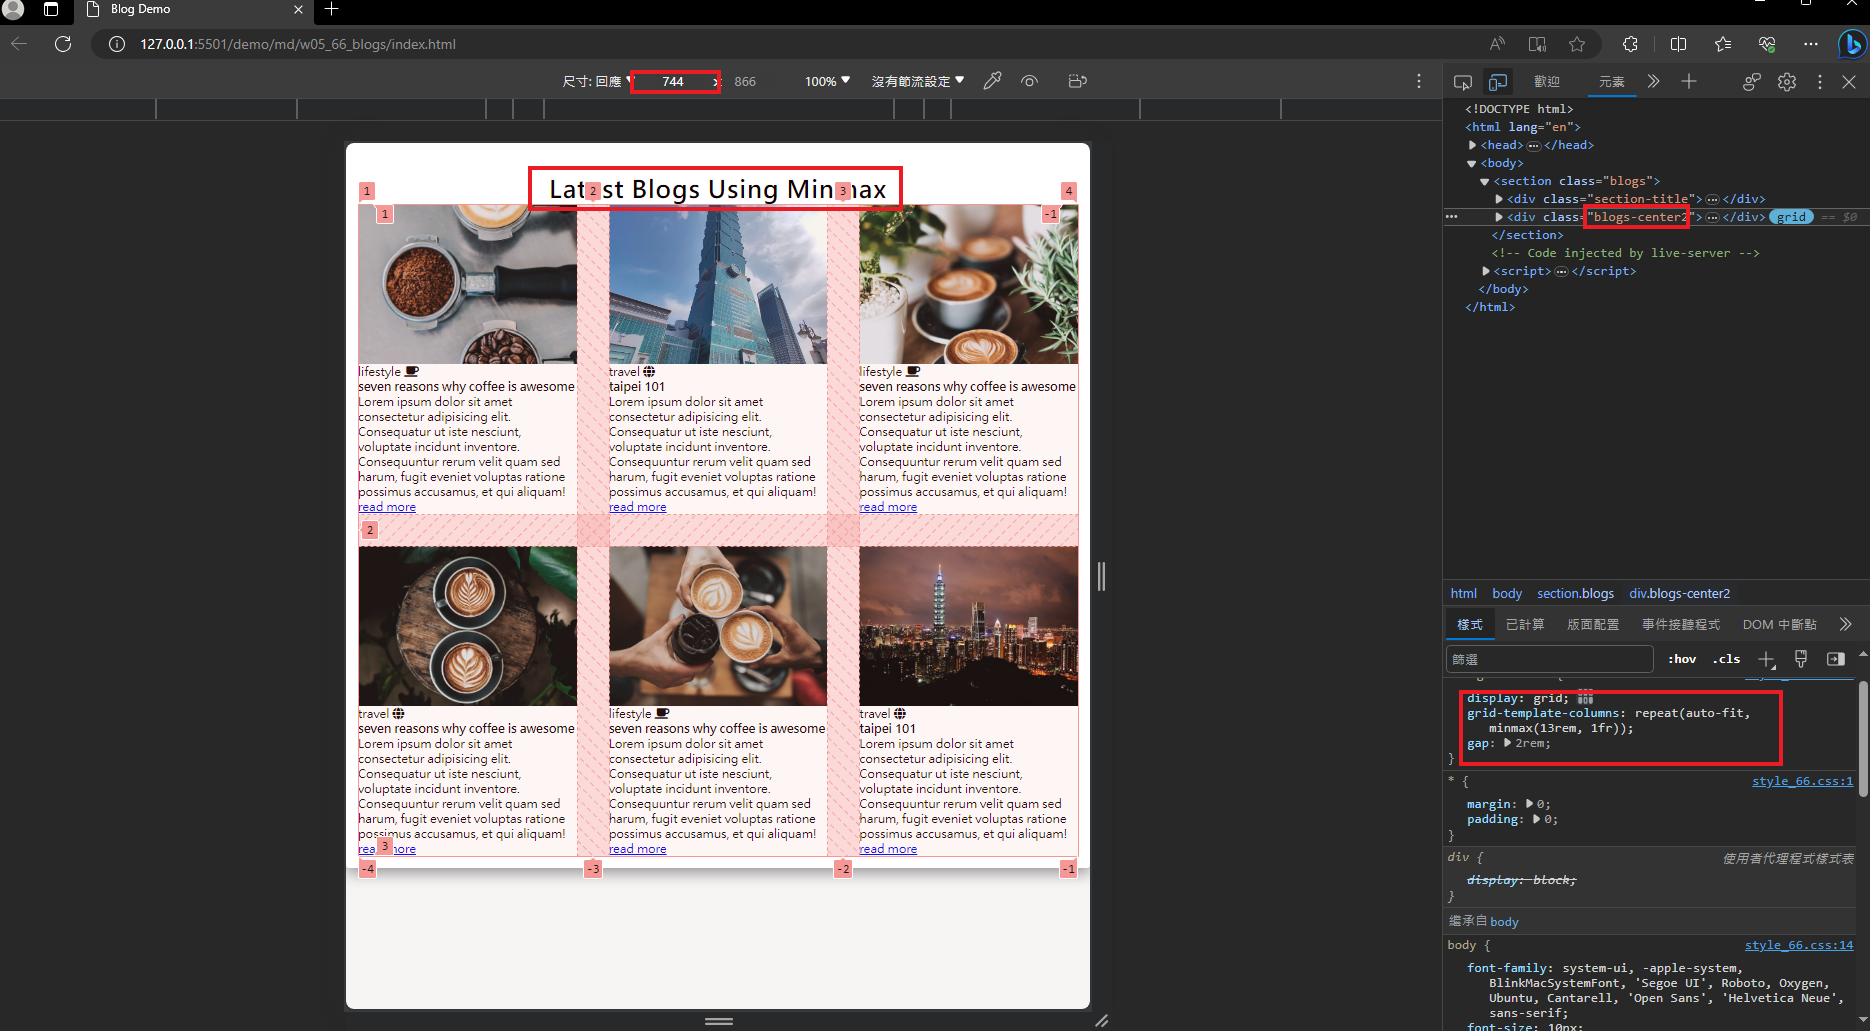 Blog Demo
127.0.0.1:5501/demo/md/w05_66_blogs/index.html
尺寸: 回應 744 × 866 100% 沒有節流設定
Latest Blogs Using Minmax
1 2 3 4
1 -1
lifestyle
seven reasons why coffee is awesome
Lorem ipsum dolor sit amet
consectetur adipisicing elit.
Consequatur ut iste nesciunt,
voluptate incidunt inventore.
Consequuntur rerum velit quam sed
harum, fugit eveniet voluptas ratione
possimus accusamus, et qui aliquam!
read more
travel
taipei 101
Lorem ipsum dolor sit amet
consectetur adipisicing elit.
Consequatur ut iste nesciunt,
voluptate incidunt inventore.
Consequuntur rerum velit quam sed
harum, fugit eveniet voluptas ratione
possimus accusamus, et qui aliquam!
read more
lifestyle
seven reasons why coffee is awesome
Lorem ipsum dolor sit amet
consectetur adipisicing elit.
Consequatur ut iste nesciunt,
voluptate incidunt inventore.
Consequuntur rerum velit quam sed
harum, fugit eveniet voluptas ratione
possimus accusamus, et qui aliquam!
read more
2
travel
seven reasons why coffee is awesome
Lorem ipsum dolor sit amet
consectetur adipisicing elit.
Consequatur ut iste nesciunt,
voluptate incidunt inventore.
Consequuntur rerum velit quam sed
harum, fugit eveniet voluptas ratione
possimus accusamus, et qui aliquam!
read more
3
lifestyle
seven reasons why coffee is awesome
Lorem ipsum dolor sit amet
consectetur adipisicing elit.
Consequatur ut iste nesciunt,
voluptate incidunt inventore.
Consequuntur rerum velit quam sed
harum, fugit eveniet voluptas ratione
possimus accusamus, et qui aliquam!
read more
travel
taipei 101
Lorem ipsum dolor sit amet
consectetur adipisicing elit.
Consequatur ut iste nesciunt,
voluptate incidunt inventore.
Consequuntur rerum velit quam sed
harum, fugit eveniet voluptas ratione
possimus accusamus, et qui aliquam!
read more
-4 -3 -2 -1
歡迎 元素
<!DOCTYPE html>
<html lang="en">
<head>…</head>
<body>
<section class="blogs">
<div class="section-title">…</div>
<div class="blogs-center2">…</div> grid == $0
</section>
<!-- Code injected by live-server -->
<script>…</script>
</body>
</html>
html body section.blogs div.blogs-center2
樣式 已計算 版面配置 事件接聽程式 DOM 中斷點
篩選 :hov .cls
display: grid;
grid-template-columns: repeat(auto-fit,
minmax(13rem, 1fr));
gap: 2rem;
}
* { style_66.css:1
margin: 0;
padding: 0;
}
div { 使用者代理程式樣式表
display: block;
}
繼承自 body
body { style_66.css:14
font-family: system-ui, -apple-system,
BlinkMacSystemFont, 'Segoe UI', Roboto, Oxygen,
Ubuntu, Cantarell, 'Open Sans', 'Helvetica Neue',
sans-serif;
font-size: 10px;